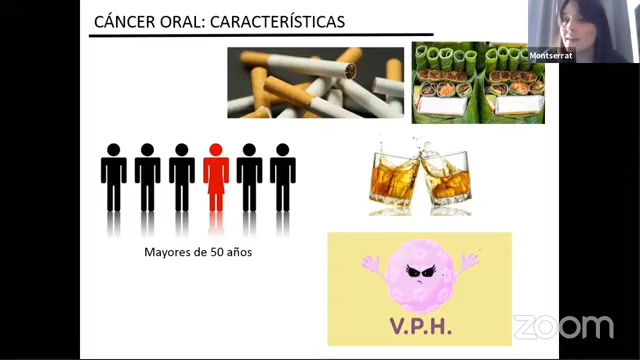 CÁNCER ORAL: CARACTERÍSTICAS
Montserrat
Mayores de 50 años
V.P.H.
zoom